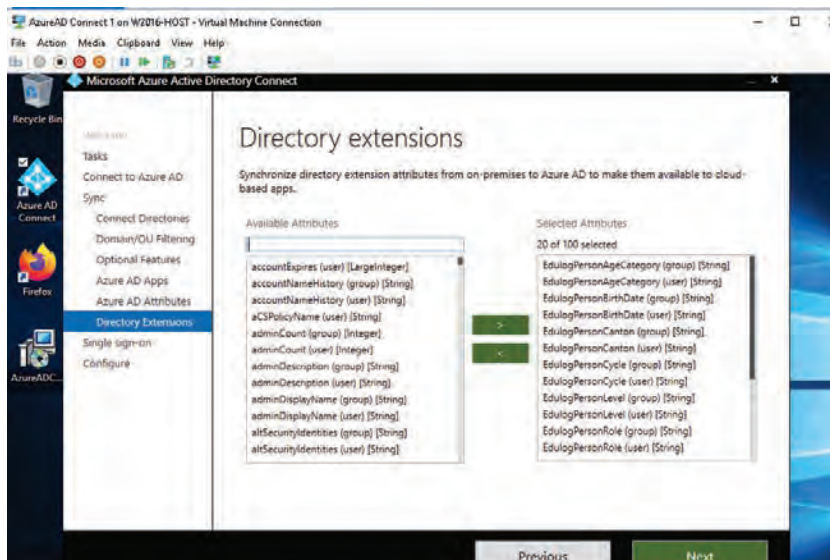 AzureAD Connect 1 on W2016-HOST - Virtual Machine Connection
File Action Media Clipboard View Help
Microsoft Azure Active Directory Connect
Recycle Bin
Azure AD
Connect
Firefox
AzureADC...
Tasks
Connect to Azure AD
Sync
Connect Directories
Domain/OU Filtering
Optional Features
Azure AD Apps
Azure AD Attributes
Directory Extensions
Single sign-on
Configure
Directory extensions
Synchronize directory extension attributes from on-premises to Azure AD to make them available to cloud-
based apps.
Available Attributes
accountExpires (user) [LargeInteger]
accountNameHistory (group) [String]
accountNameHistory (user) [String]
aCSPolicyName (user) [String]
adminCount (group) [Integer]
adminCount (user) [Integer]
adminDescription (group) [String]
adminDescription (user) [String]
adminDisplayName (group) [String]
adminDisplayName (user) [String]
altSecurityIdentities (group) [String]
altSecurityIdentities (user) [String]
>
<
Selected Attributes
20 of 100 selected
EdulogPersonAgeCategory (group) [String]
EdulogPersonAgeCategory (user) [String]
EdulogPersonBirthDate (group) [String]
EdulogPersonBirthDate (user) [String]
EdulogPersonCanton (group) [String]
EdulogPersonCanton (user) [String]
EdulogPersonCycle (group) [String]
EdulogPersonCycle (user) [String]
EdulogPersonLevel (group) [String]
EdulogPersonLevel (user) [String]
EdulogPersonRole (group) [String]
EdulogPersonRole (user) [String]
Previous
Next